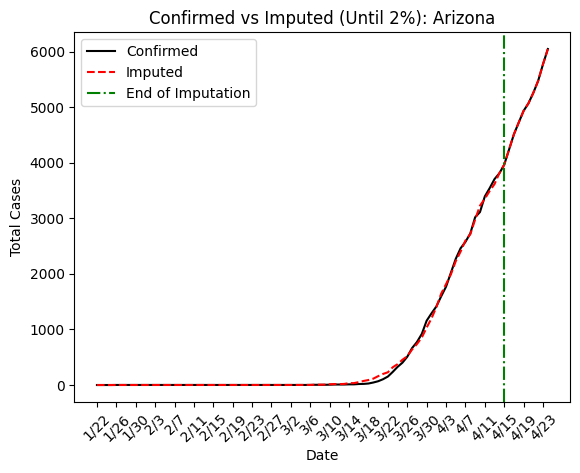 Confirmed vs Imputed (Until 2%): Arizona
Confirmed
Imputed
End of Imputation
Total Cases
6000
5000
4000
3000
2000
1000
0
1/22 1/26 1/30 2/3 2/7 2/11 2/15 2/19 2/23 2/27 3/2 3/6 3/10 3/14 3/18 3/22 3/26 3/30 4/3 4/7 4/11 4/15 4/19 4/23
Date